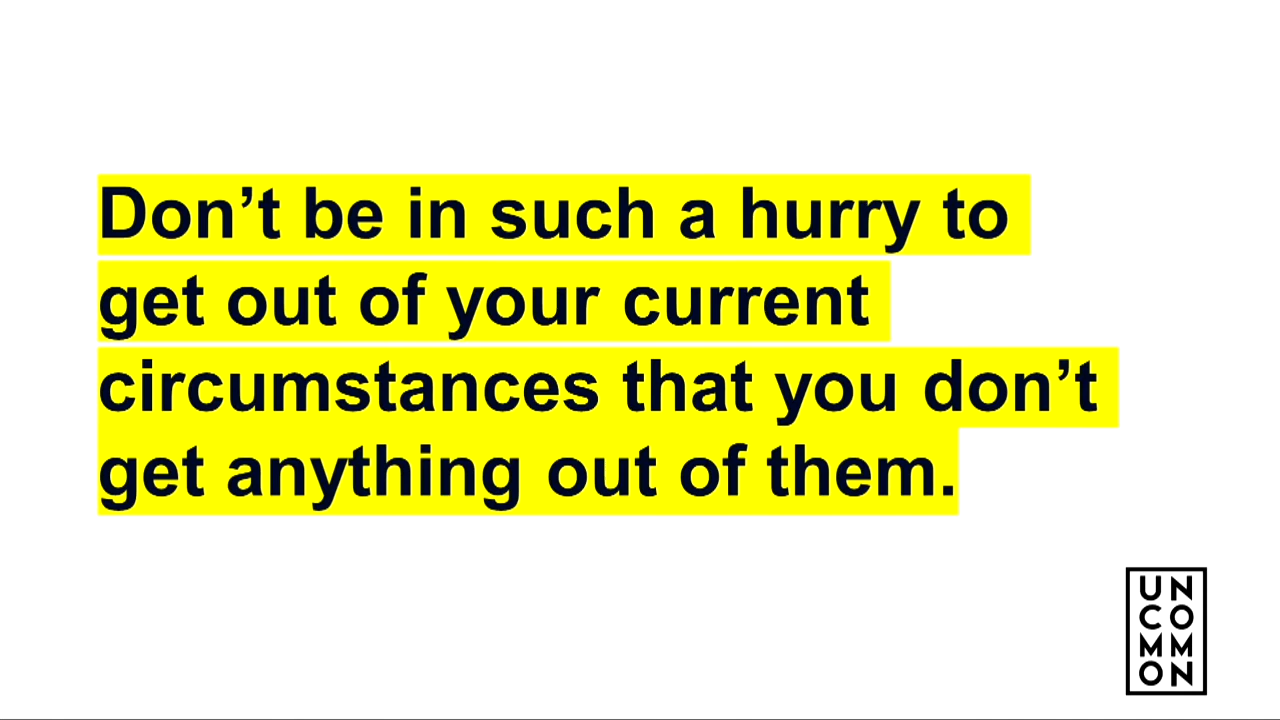 Don’t be in such a hurry to
get out of your current
circumstances that you don’t
get anything out of them.
UN
CO
MM
ON